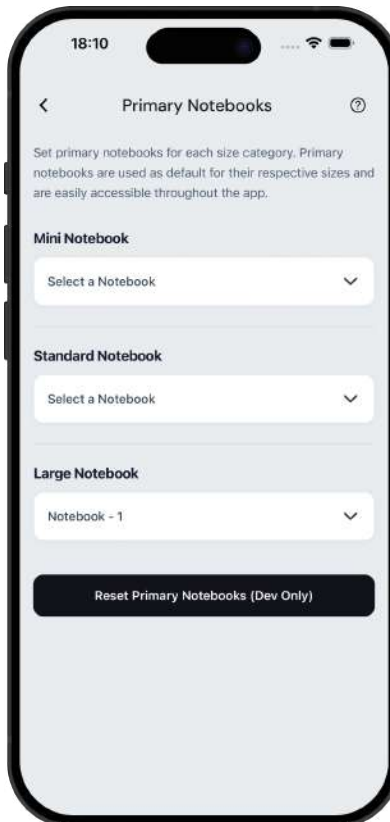 18:10
Primary Notebooks
Set primary notebooks for each size category. Primary
notebooks are used as default for their respective sizes and
are easily accessible throughout the app.
Mini Notebook
Select a Notebook
Standard Notebook
Select a Notebook
Large Notebook
Notebook - 1
Reset Primary Notebooks (Dev Only)